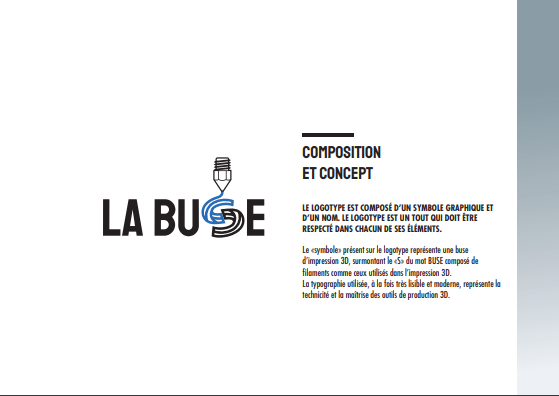 LA BUSE
COMPOSITION
ET CONCEPT
LE LOGOTYPE EST COMPOSÉ D'UN SYMBOLE GRAPHIQUE ET
D'UN NOM. LE LOGOTYPE EST UN TOUT QUI DOIT ÊTRE
RESPECTÉ DANS CHACUN DE SES ÉLÉMENTS.
Le «symbole» présent sur le logotype représente une buse
d'impression 3D, surmontant le «S» du mot BUSE composé de
filaments comme ceux utilisés dans l'impression 3D.
La typographie utilisée, à la fois très lisible et moderne, représente la
technicité et la maîtrise des outils de production 3D.